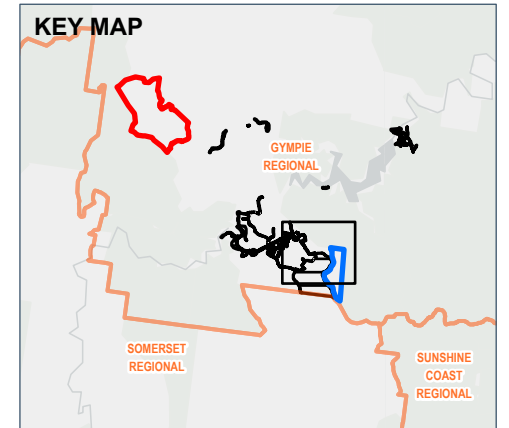 KEY MAP
GYMPIE
REGIONAL
SOMERSET
REGIONAL
SUNSHINE
COAST
REGIONAL